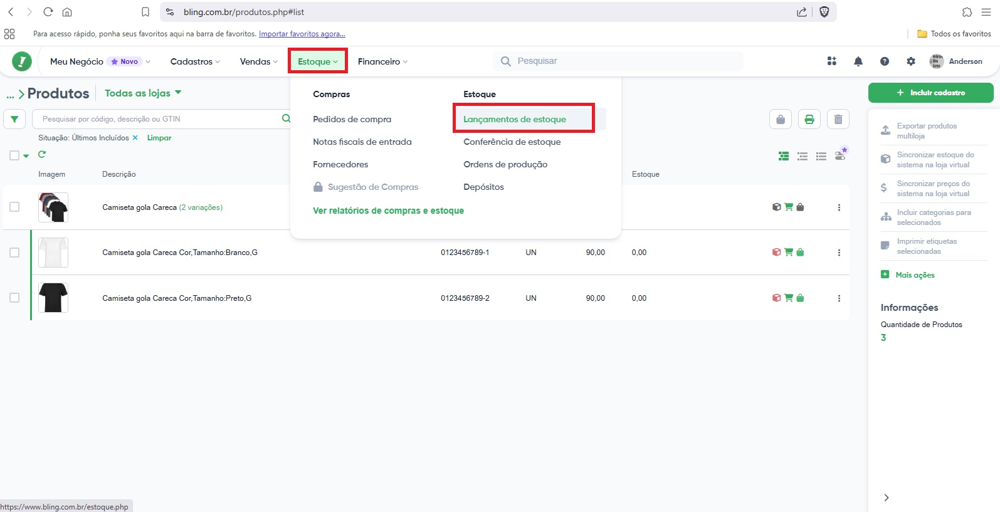 bling.com.br/produtos.php#list
Para acesso rápido, ponha seus favoritos aqui na barra de favoritos. Importar favoritos agora...
Todos os favoritos
Meu Negócio Novo Cadastros Vendas Estoque Financeiro Pesquisar Anderson
... Produtos Todas as lojas
Incluir cadastro
Pesquisar por código, descrição ou GTIN
Situação: Últimos Incluídos Limpar
Compras
Pedidos de compra
Notas fiscais de entrada
Fornecedores
Sugestão de Compras
Ver relatórios de compras e estoque
Estoque
Lançamentos de estoque
Conferência de estoque
Ordens de produção
Depósitos
Imagem Descrição Estoque
Camiseta gola Careca (2 variações)
Camiseta gola Careca Cor,Tamanho:Branco,G 0123456789-1 UN 90,00 0,00
Camiseta gola Careca Cor,Tamanho:Preto,G 0123456789-2 UN 90,00 0,00
Exportar produtos
multiloja
Sincronizar estoque do
sistema na loja virtual
Sincronizar preços do
sistema na loja virtual
Incluir categorias para
selecionados
Imprimir etiquetas
selecionadas
Mais ações
Informações
Quantidade de Produtos
3
https://www.bling.com.br/estoque.php